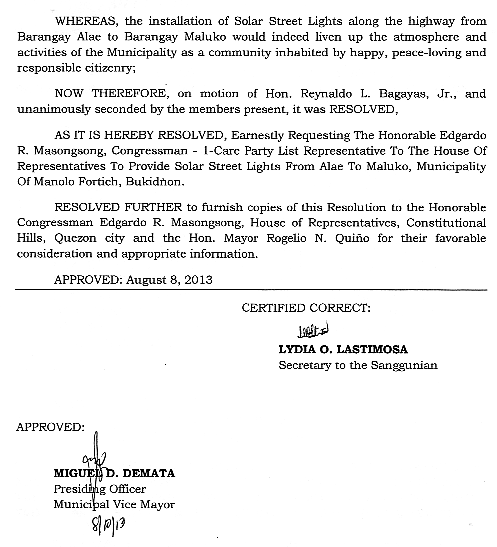 WHEREAS, the installation of Solar Street Lights along the highway from
Barangay Alae to Barangay Maluko would indeed liven up the atmosphere and
activities of the Municipality as a community inhabited by happy, peace-loving and
responsible citizenry;
NOW THEREFORE, on motion of Hon. Reynaldo L. Bagayas, Jr., and
unanimously seconded by the members present, it was RESOLVED,
AS IT IS HEREBY RESOLVED, Earnestly Requesting The Honorable Edgardo
R. Masongsong, Congressman - 1-Care Party List Representative To The House Of
Representatives To Provide Solar Street Lights From Alae To Maluko, Municipality
Of Manolo Fortich, Bukidnon.
RESOLVED FURTHER to furnish copies of this Resolution to the Honorable
Congressman Edgardo R. Masongsong, House of Representatives, Constitutional
Hills, Quezon city and the Hon. Mayor Rogelio N. Quiño for their favorable
consideration and appropriate information.
APPROVED: August 8, 2013
CERTIFIED CORRECT:
LYDIA O. LASTIMOSA
Secretary to the Sanggunian
APPROVED:
MIGUEL D. DEMATA
Presiding Officer
Municipal Vice Mayor